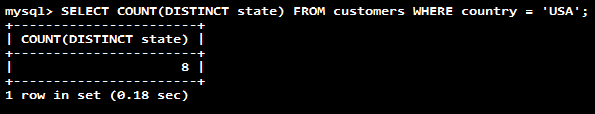 mysql> SELECT COUNT(DISTINCT state) FROM customers WHERE country = 'USA';
+-----------------------+
| COUNT(DISTINCT state) |
+-----------------------+
|                     8 |
+-----------------------+
1 row in set (0.18 sec)